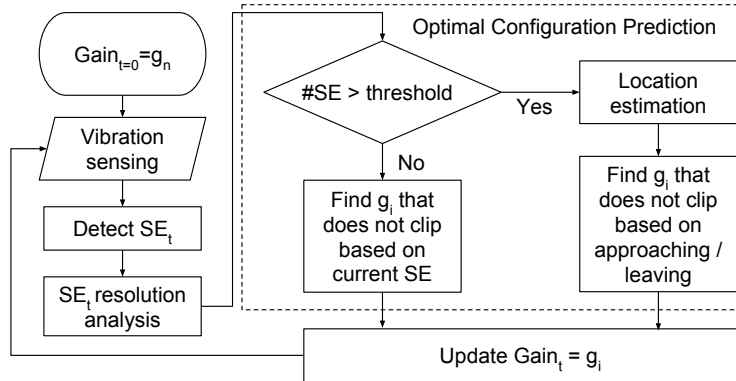 Optimal Configuration Prediction
Gain_{t=0}=g_n
Vibration
sensing
Detect SE_t
SE_t resolution
analysis
#SE > threshold
Yes
No
Location
estimation
Find g_i that
does not clip
based on
current SE
Find g_i that
does not clip
based on
approaching /
leaving
Update Gain_t = g_i